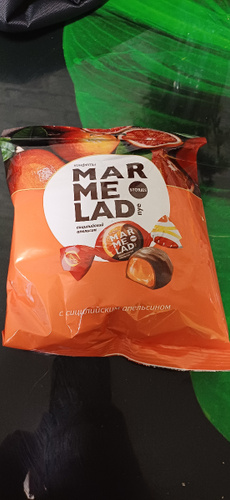 конфеты
MAR
ME
LAD
сицилийский
апельсин
MAR
ME
LAD
с сицилийским апельсином